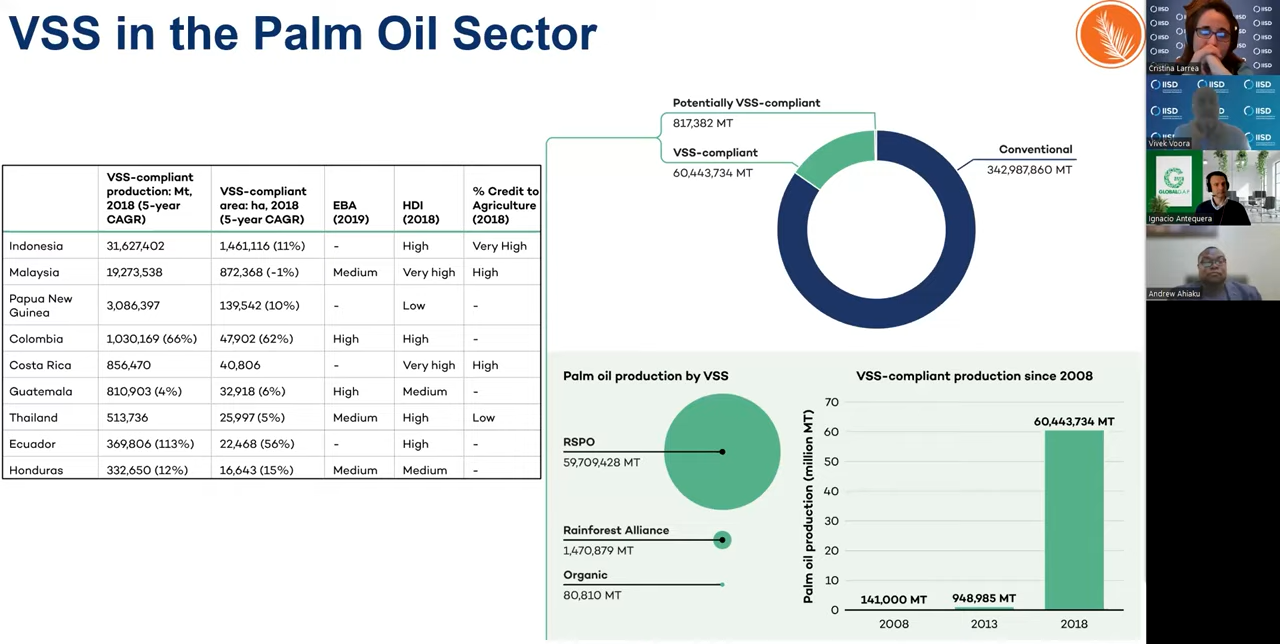 VSS in the Palm Oil Sector
VSS-compliant
production: Mt,
2018 (5-year
CAGR)
VSS-compliant
area: ha, 2018
(5-year CAGR)
EBA
(2019)
HDI
(2018)
% Credit to
Agriculture
(2018)
Indonesia 31,627,402 1,461,116 (11%) - High Very High
Malaysia 19,273,538 872,368 (-1%) Medium Very high High
Papua New
Guinea 3,086,397 139,542 (10%) - Low -
Colombia 1,030,169 (66%) 47,902 (62%) High High -
Costa Rica 856,470 40,806 - Very high High
Guatemala 810,903 (4%) 32,918 (6%) High Medium -
Thailand 513,736 25,997 (5%) Medium High Low
Ecuador 369,806 (113%) 22,468 (56%) - High -
Honduras 332,650 (12%) 16,643 (15%) Medium Medium -
Potentially VSS-compliant
817,382 MT
VSS-compliant
60,443,734 MT
Conventional
342,987,860 MT
Palm oil production by VSS
RSPO
59,709,428 MT
Rainforest Alliance
1,470,879 MT
Organic
80,810 MT
VSS-compliant production since 2008
Palm oil production (million MT)
70
60
50
40
30
20
10
0
141,000 MT
948,985 MT
60,443,734 MT
2008 2013 2018
IISD
Cristina Larrea
IISD IISD IISD
Vivek Voora
GLOBALG.A.P.
Ignacio Antequera
Andrew Ahiaku